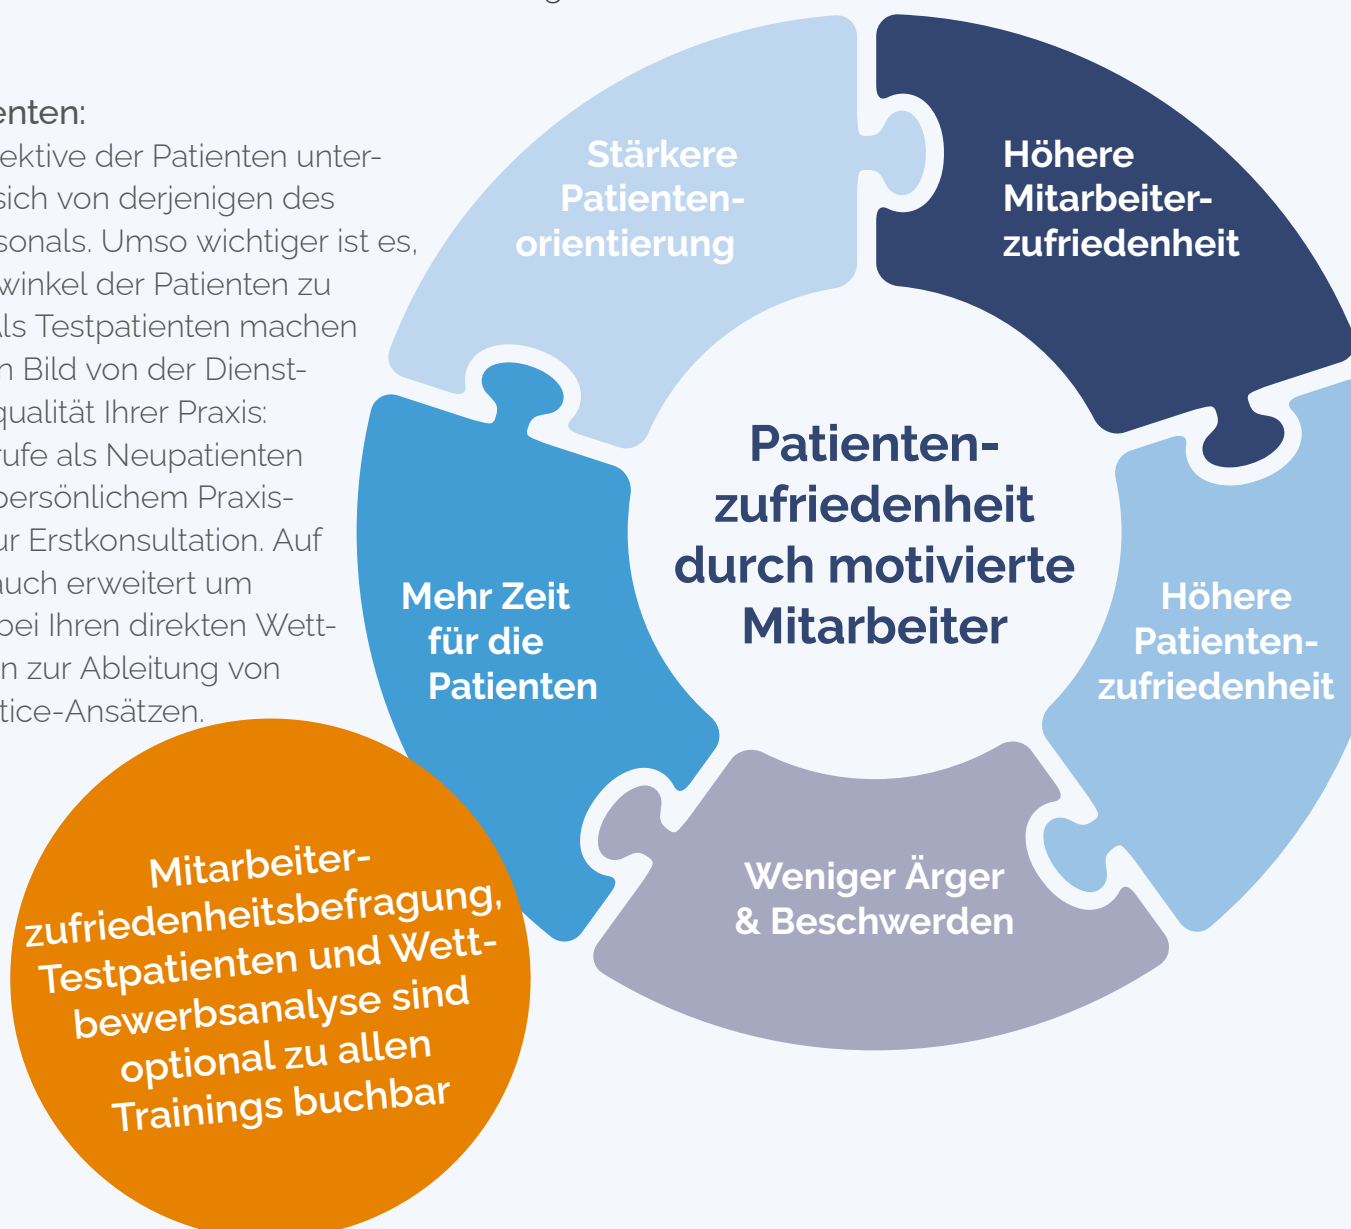 enten:
ektive der Patienten unter-
sich von derjenigen des
sonals. Umso wichtiger ist es,
winkel der Patienten zu
Als Testpatienten machen
n Bild von der Dienst-
qualität Ihrer Praxis:
rufe als Neupatienten
persönlichem Praxis-
ur Erstkonsultation. Auf
auch erweitert um
bei Ihren direkten Wett-
n zur Ableitung von
tice-Ansätzen.
Stärkere
Patienten-
orientierung
Höhere
Mitarbeiter-
zufriedenheit
Patienten-
zufriedenheit
durch motivierte
Mitarbeiter
Mehr Zeit
für die
Patienten
Höhere
Patienten-
zufriedenheit
Weniger Ärger
& Beschwerden
Mitarbeiter-
zufriedenheitsbefragung,
Testpatienten und Wett-
bewerbsanalyse sind
optional zu allen
Trainings buchbar